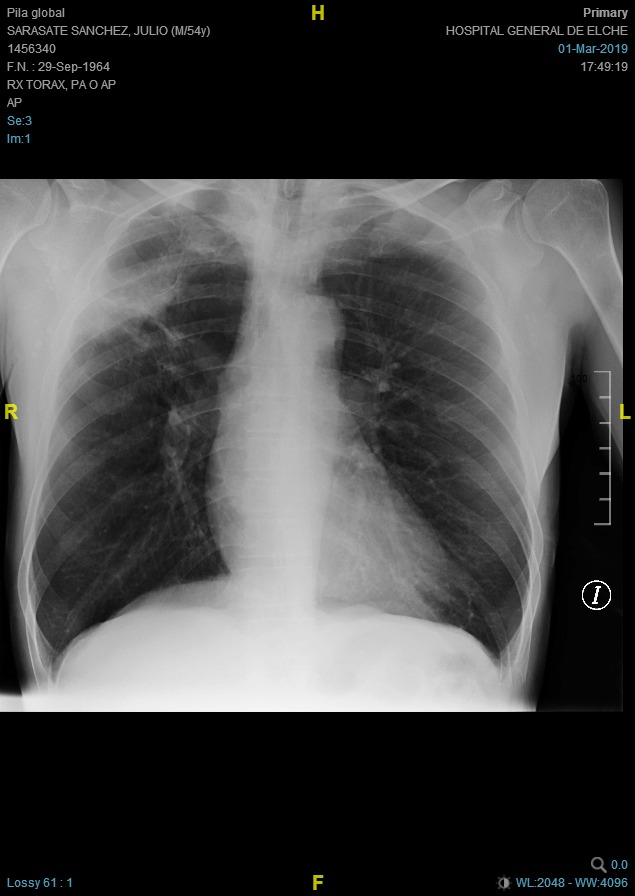 H
Pila global
Primary
SARASATE SANCHEZ, JULIO (M/54y)
HOSPITAL GENERAL DE ELCHE
1456340
01-Mar-2019
F.N. : 29-Sep-1964
17:49:19
RX TORAX, PA O AP
AP
Se:3
Im:1
R
L
I
0.0
Lossy 61 : 1
F
WL:2048 - WW:4096